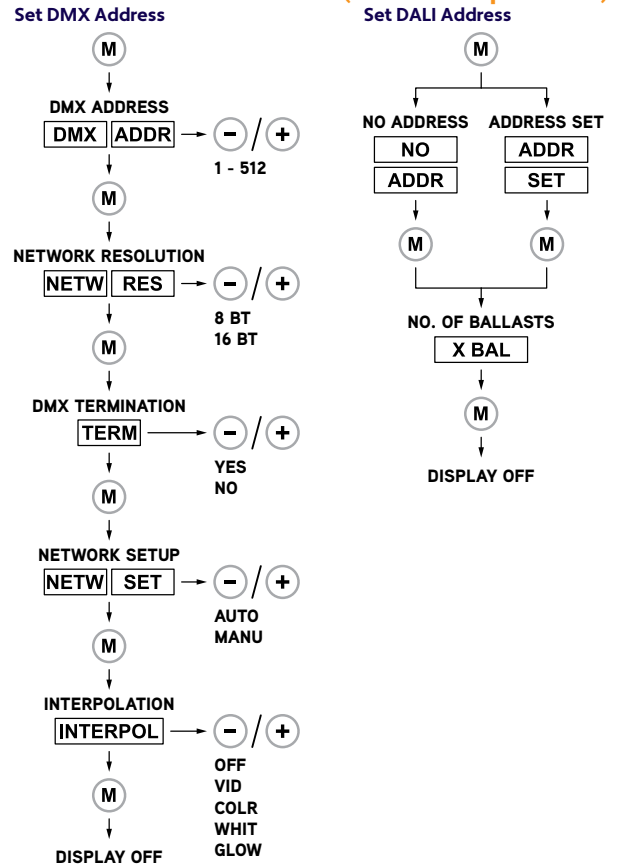 Set DMX Address
M
DMX ADDRESS
DMX ADDR − / +
1 - 512
M
NETWORK RESOLUTION
NETW RES − / +
8 BT
16 BT
M
DMX TERMINATION
TERM − / +
YES
NO
M
NETWORK SETUP
NETW SET − / +
AUTO
MANU
M
INTERPOLATION
INTERPOL − / +
OFF
VID
COLR
WHIT
GLOW
M
DISPLAY OFF
Set DALI Address
M
NO ADDRESS
NO
ADDR
M
ADDRESS SET
ADDR
SET
M
NO. OF BALLASTS
X BAL
M
DISPLAY OFF